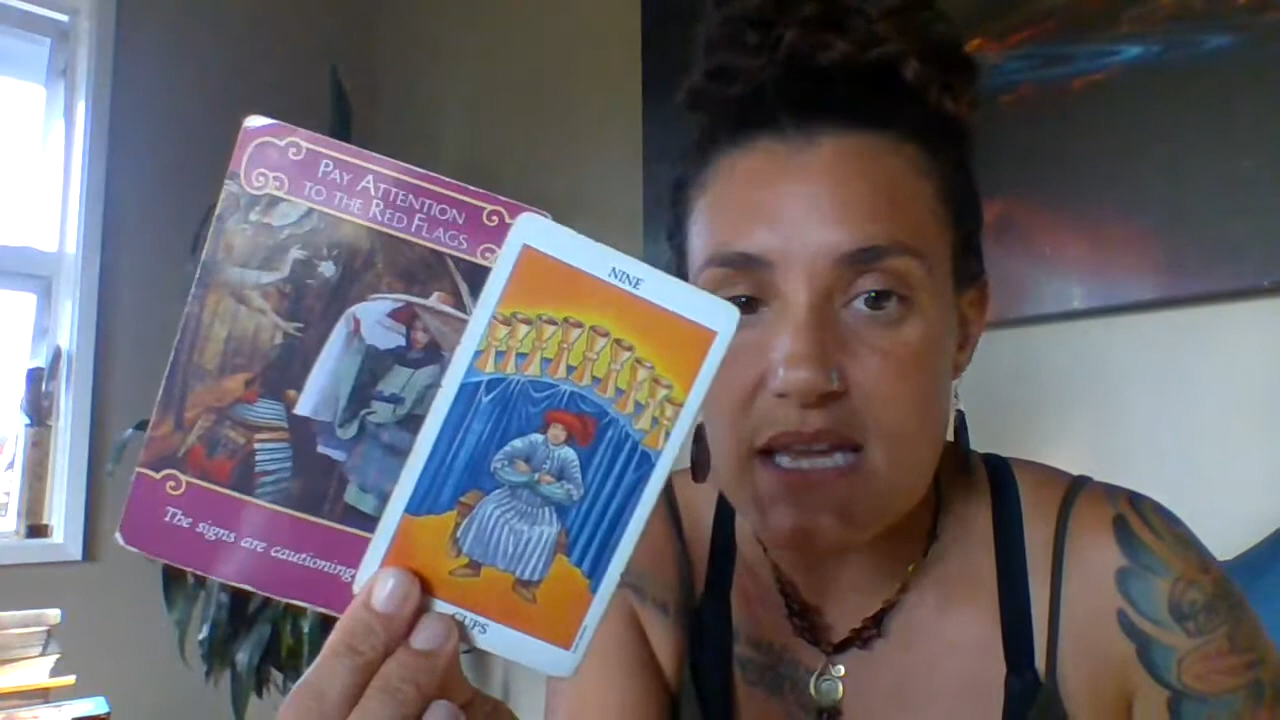 PAY ATTENTION
TO THE RED FLAGS
The signs are cautioning
NINE
CUPS